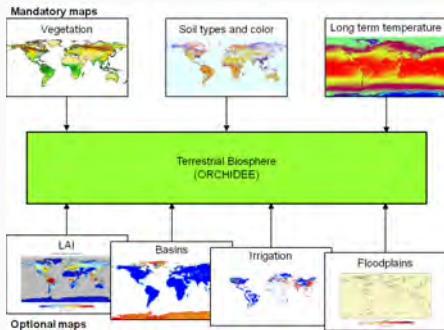 Mandatory maps
Vegetation
Soil types and color
Long term temperature
Terrestrial Biosphere
(ORCHIDEE)
LAI
Basins
Irrigation
Floodplains
Optional maps